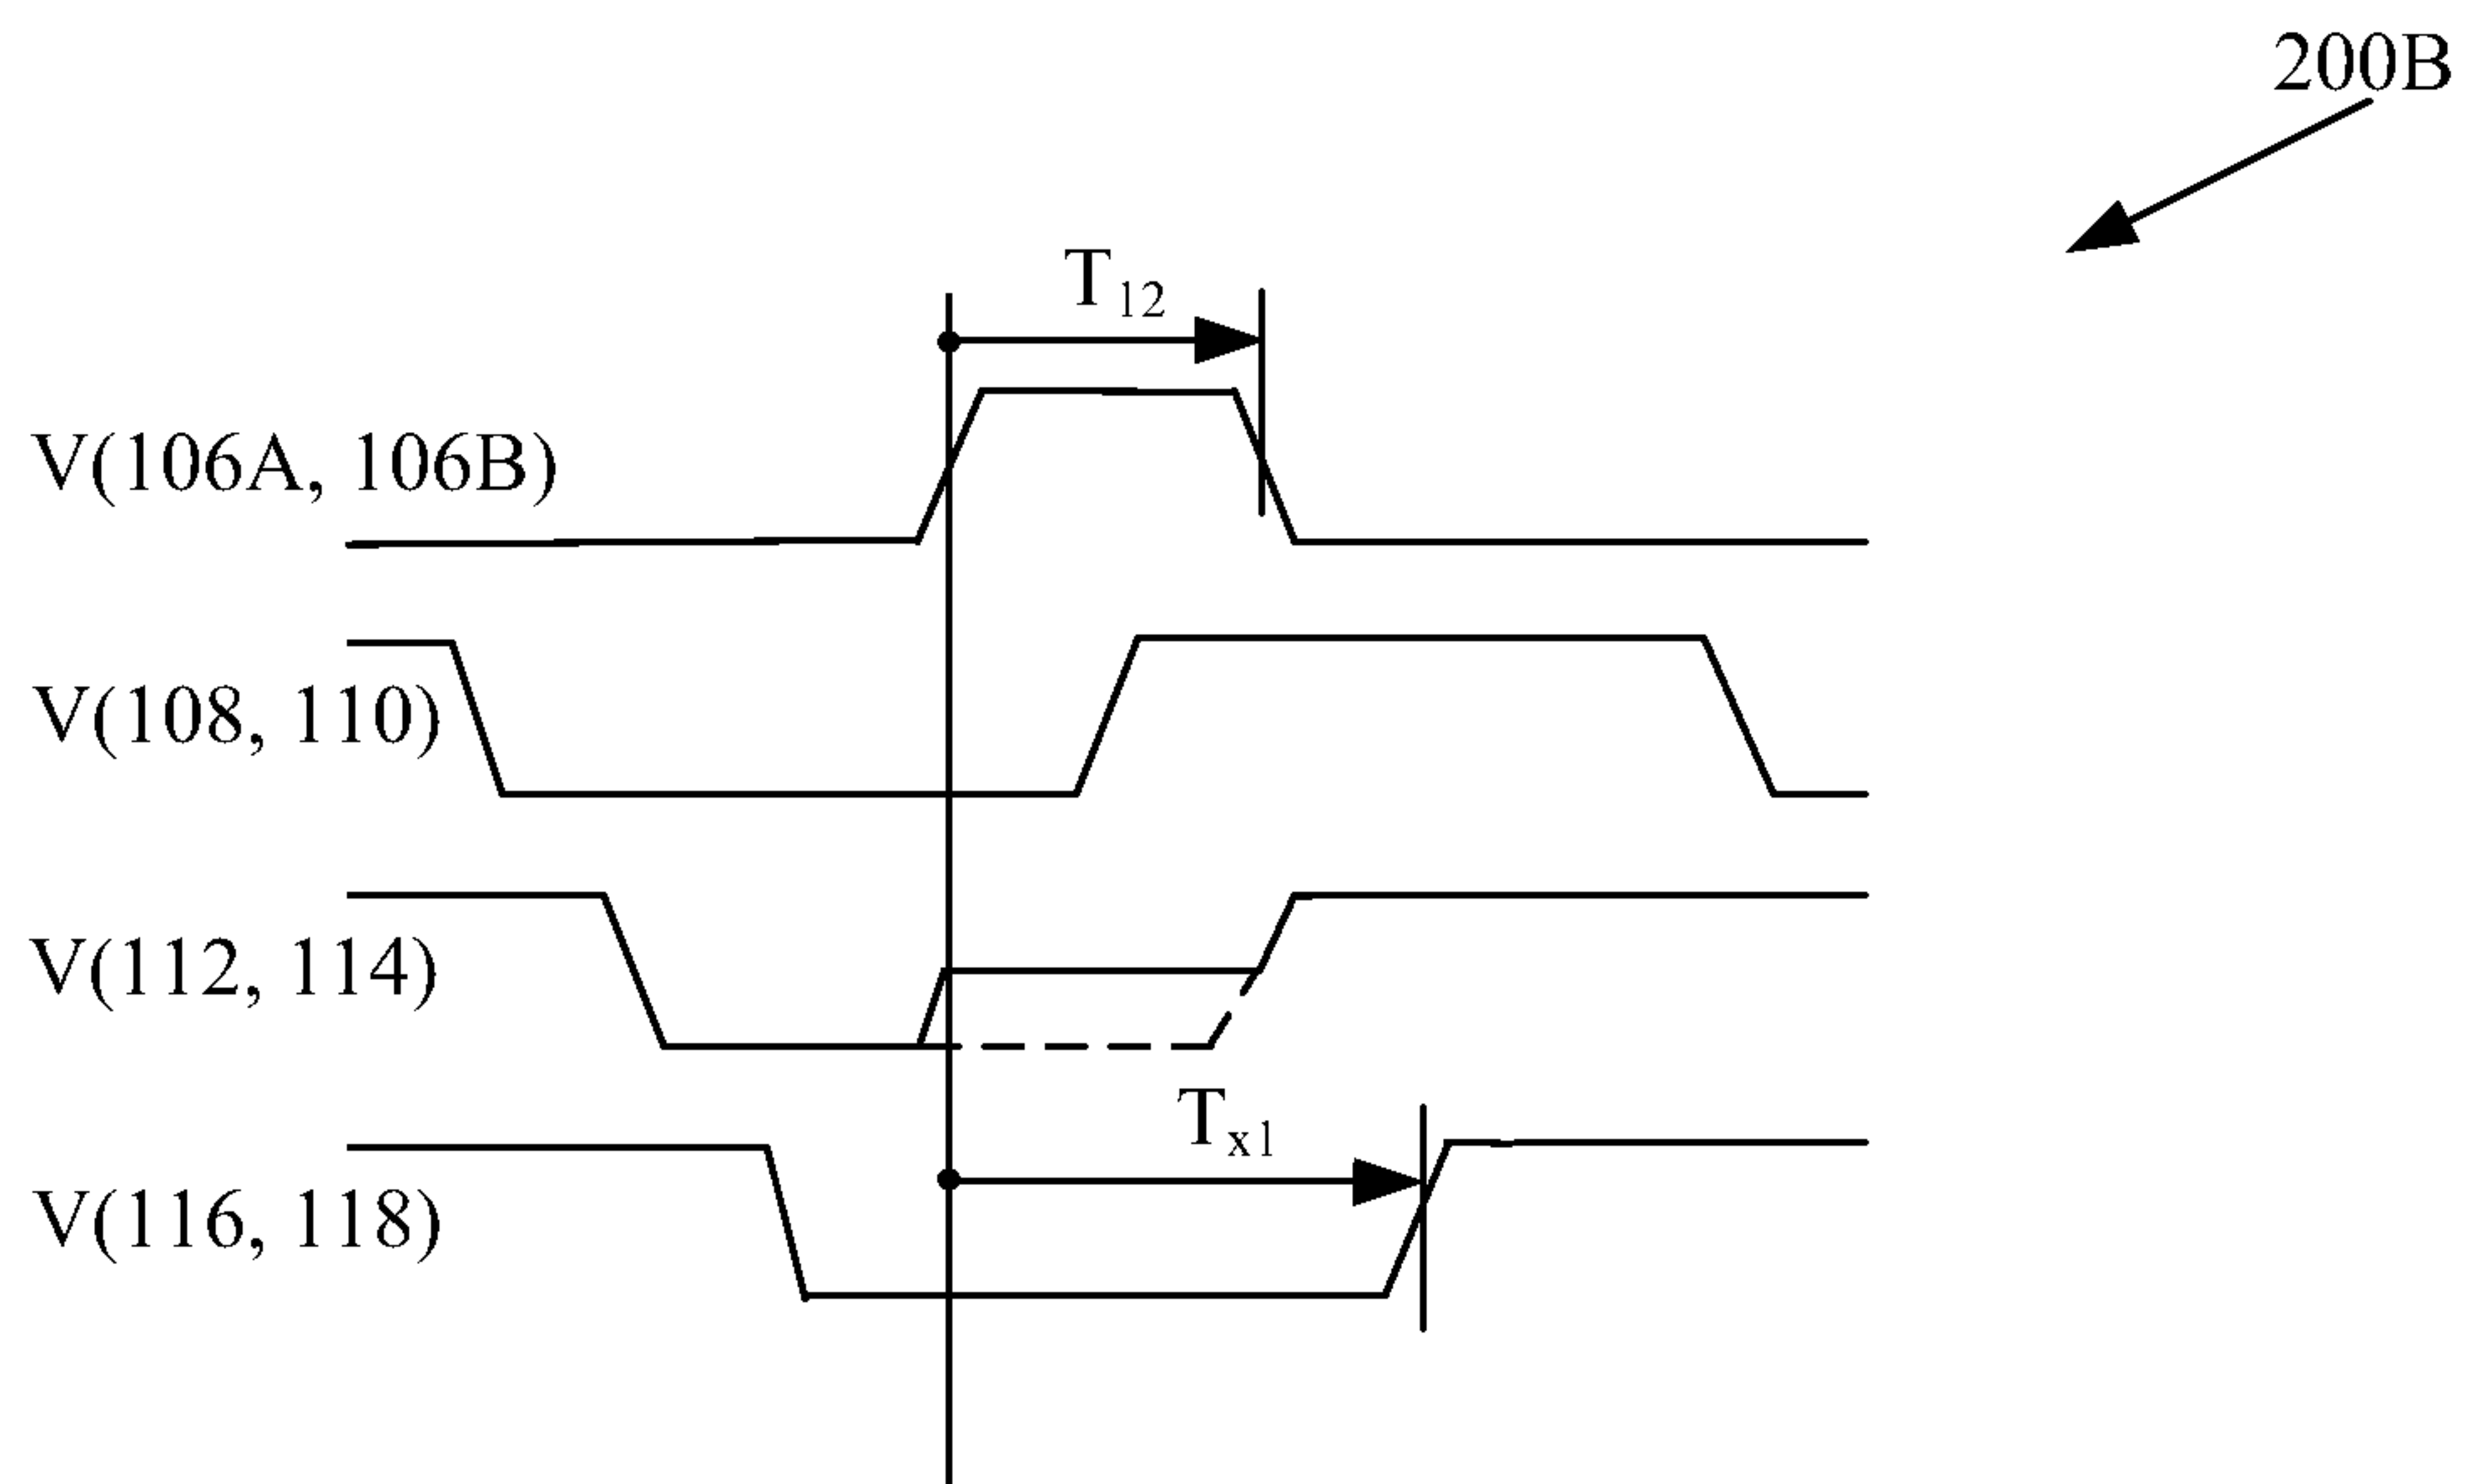 200B
T12
V(106A, 106B)
V(108, 110)
V(112, 114)
Tx1
V(116, 118)